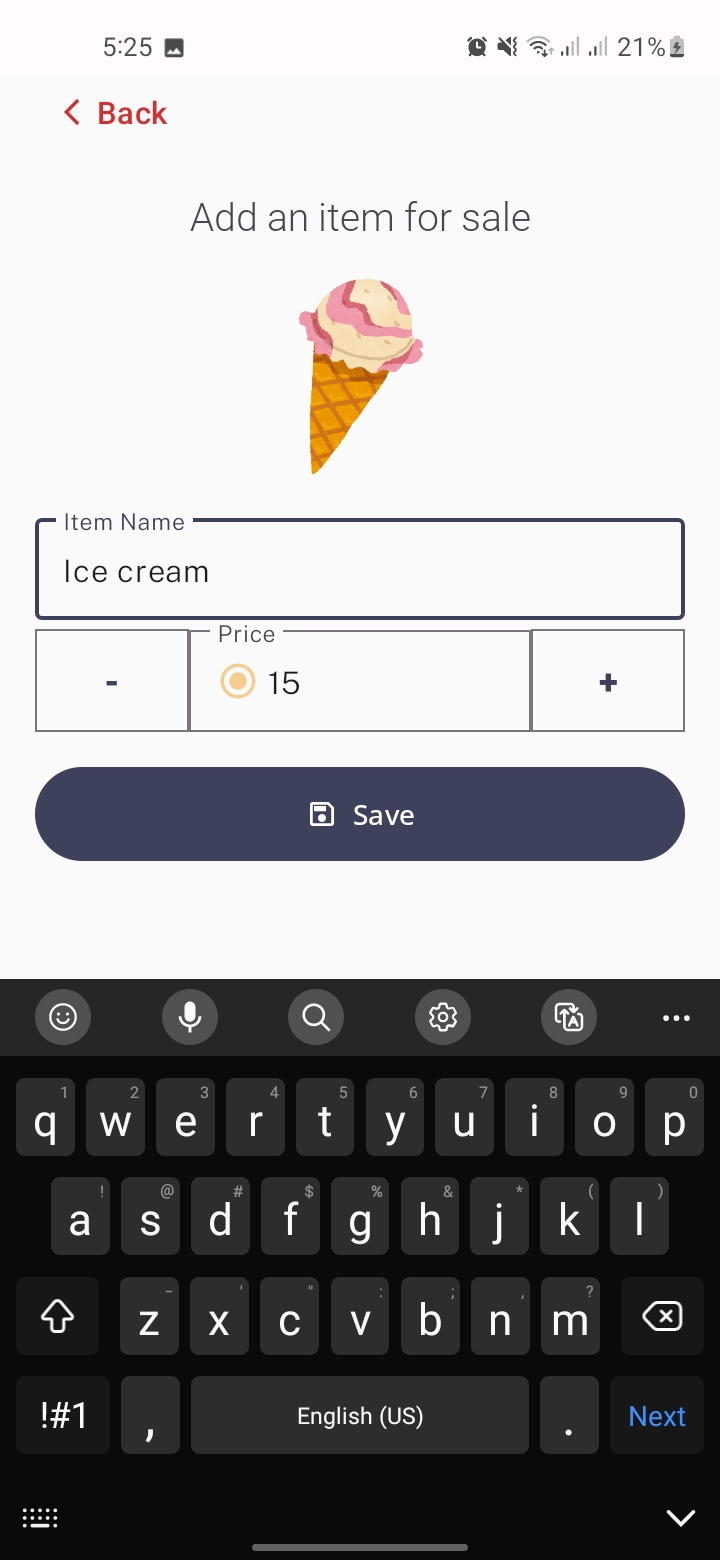 5:25 21%
Back
Add an item for sale
Item Name
Ice cream
Price
- 15 +
Save
1 2 3 4 5 6 7 8 9 0
q w e r t y u i o p
! @ # $ % & * ( )
a s d f g h j k l
- ' " : ; , ?
z x c v b n m
!#1 , English (US) . Next